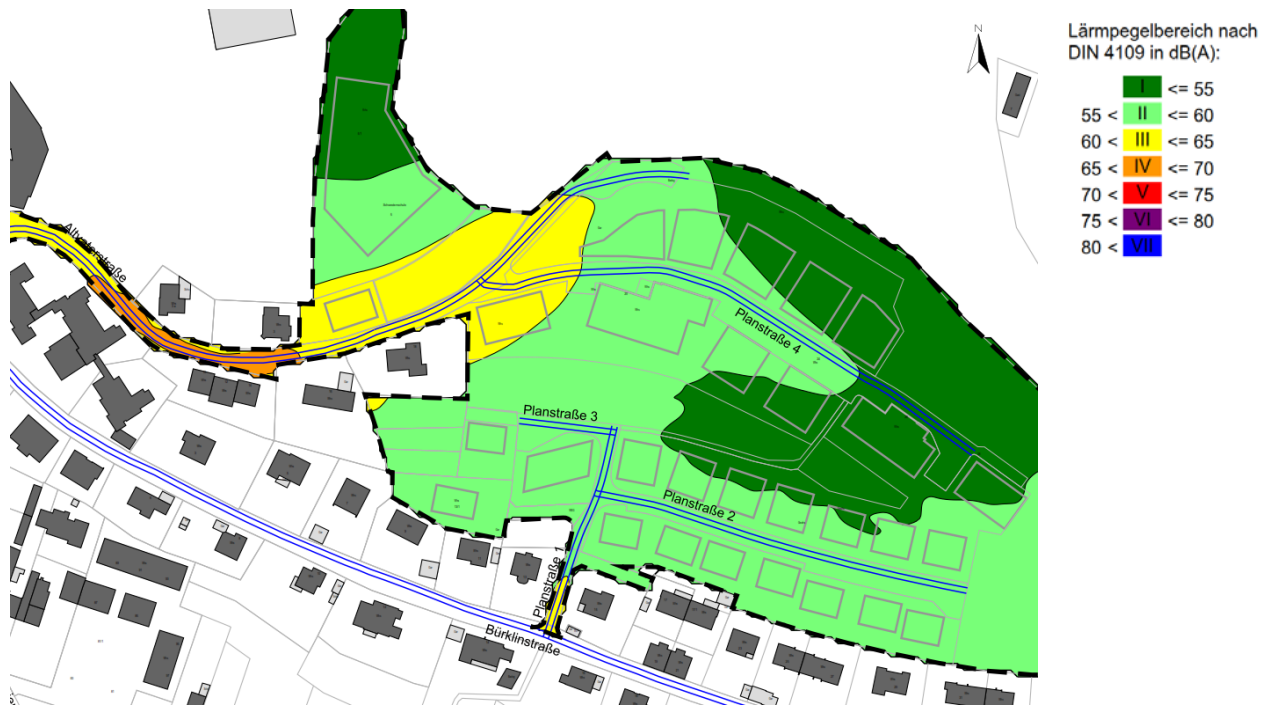 Lärmpegelbereich nach
DIN 4109 in dB(A):
I <= 55
55 < II <= 60
60 < III <= 65
65 < IV <= 70
70 < V <= 75
75 < VI <= 80
80 < VII
N
Altvaterstraße
Planstraße 4
Planstraße 3
Planstraße 2
Planstraße 1
Bürklinstraße